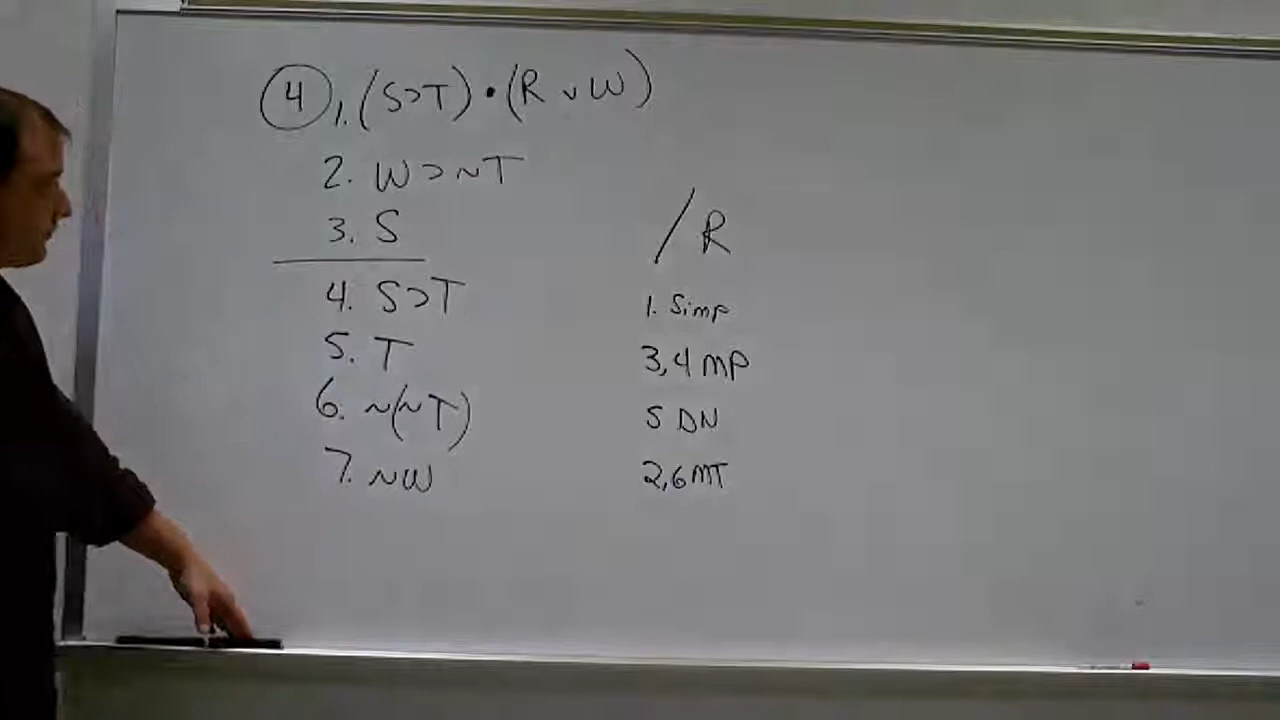 ④ 1. (S⊃T) • (R ∨ W)
2. W⊃~T
3. S / R
4. S⊃T 1. Simp
5. T 3,4 MP
6. ~(~T) 5 DN
7. ~W 2,6 MT